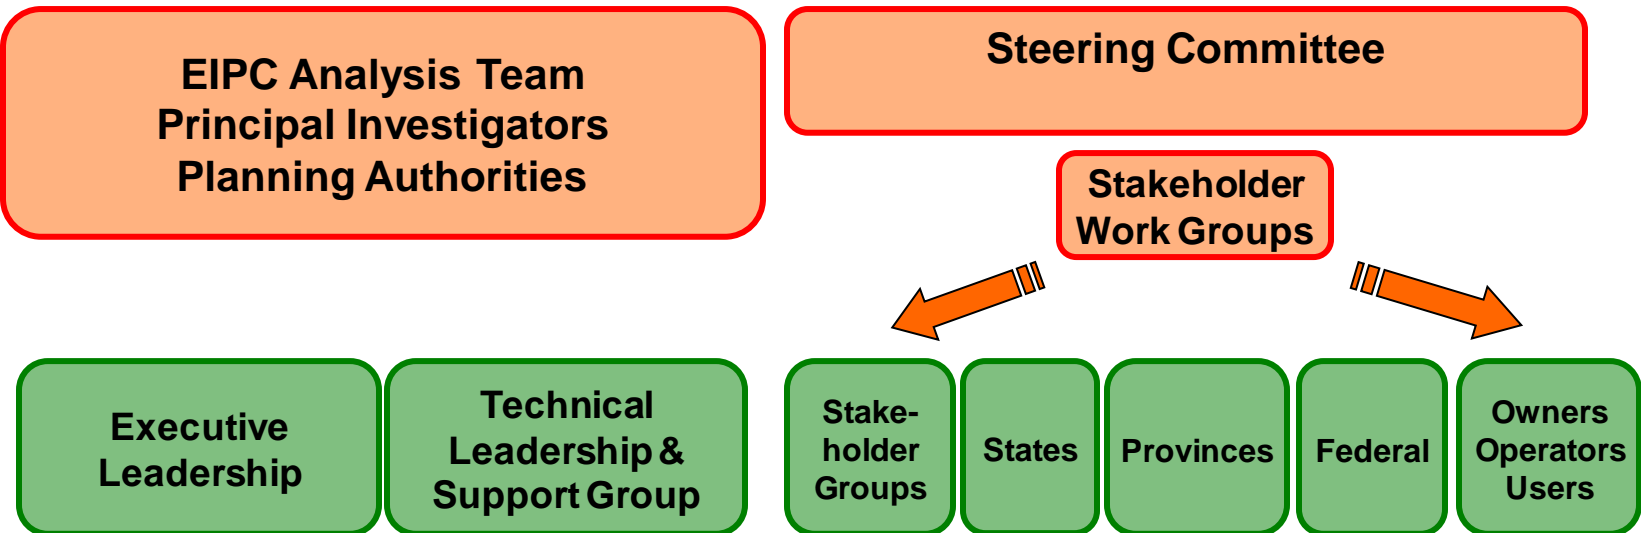 EIPC Analysis Team
Principal Investigators
Planning Authorities
Steering Committee
Stakeholder
Work Groups
Executive
Leadership
Technical
Leadership &
Support Group
Stake-
holder
Groups
States
Provinces
Federal
Owners
Operators
Users